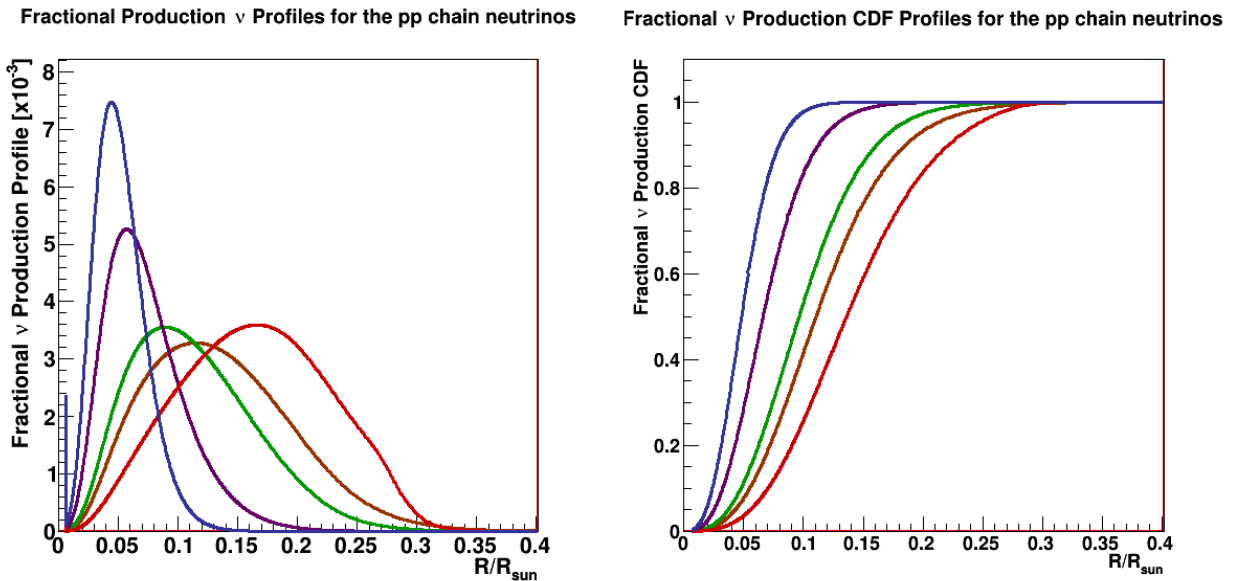 Fractional Production ν Profiles for the pp chain neutrinos
Fractional ν Production Profile [x10⁻³]
8
7
6
5
4
3
2
1
0
0 0.05 0.1 0.15 0.2 0.25 0.3 0.35 0.4
R/R_sun
Fractional ν Production CDF Profiles for the pp chain neutrinos
Fractional ν Production CDF
1
0.8
0.6
0.4
0.2
0
0 0.05 0.1 0.15 0.2 0.25 0.3 0.35 0.4
R/R_sun